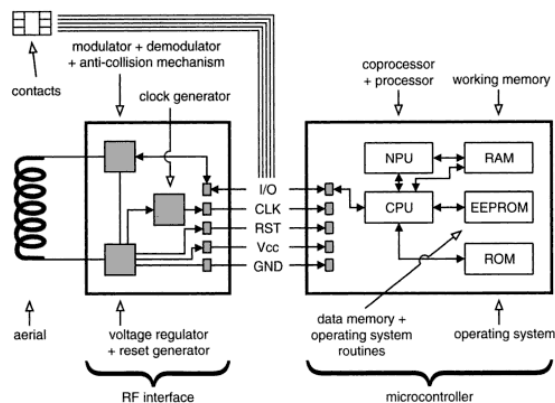 modulator + demodulator
+ anti-collision mechanism
coprocessor
+ processor
working memory
contacts
clock generator
NPU
RAM
I/O
CLK
CPU
EEPROM
RST
Vcc
GND
ROM
aerial
voltage regulator
+ reset generator
data memory +
operating system
routines
operating system
RF interface
microcontroller